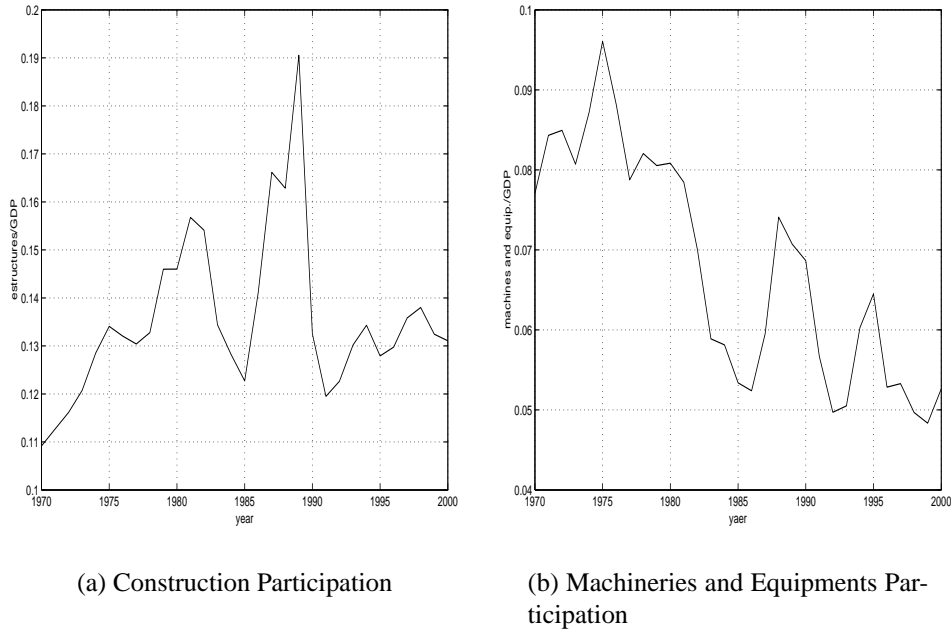 0.2
0.19
0.18
0.17
0.16
0.15
0.14
0.13
0.12
0.11
0.1
estructures/GDP
1970 1975 1980 1985 1990 1995 2000
year
(a) Construction Participation
0.1
0.09
0.08
0.07
0.06
0.05
0.04
machines and equip./GDP
1970 1975 1980 1985 1990 1995 2000
yaer
(b) Machineries and Equipments Par-
ticipation